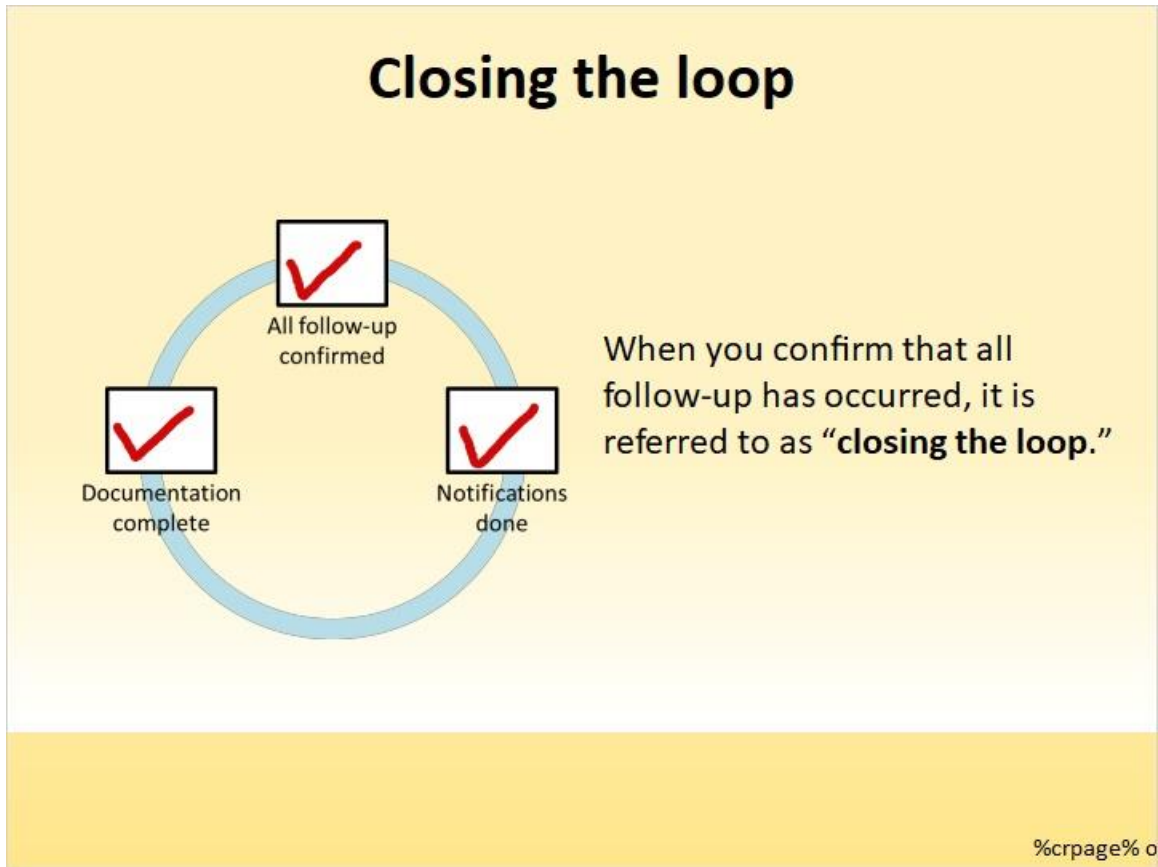 Closing the loop
All follow-up
confirmed
Documentation
complete
Notifications
done
When you confirm that all
follow-up has occurred, it is
referred to as “closing the loop.”
%crpage% o